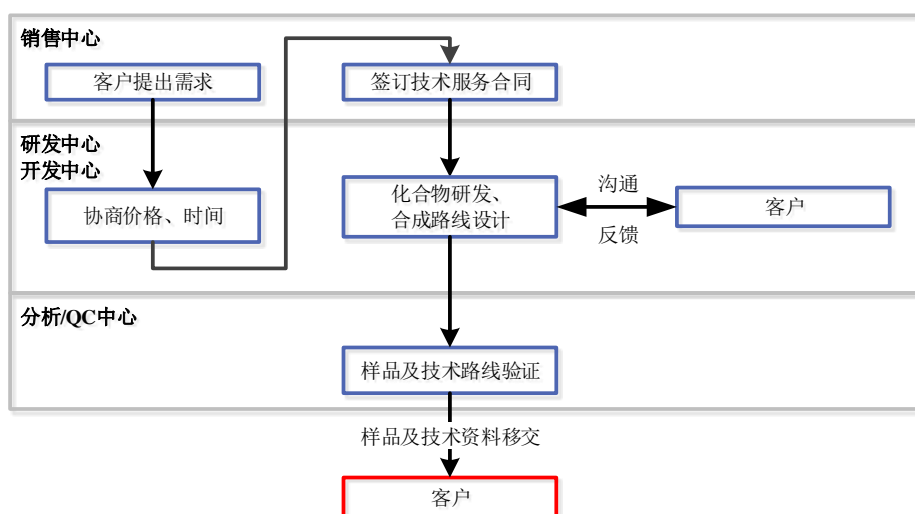 销售中心
客户提出需求
签订技术服务合同
研发中心
开发中心
协商价格、时间
化合物研发、
合成路线设计
沟通
反馈
客户
分析/QC中心
样品及技术路线验证
样品及技术资料移交
客户